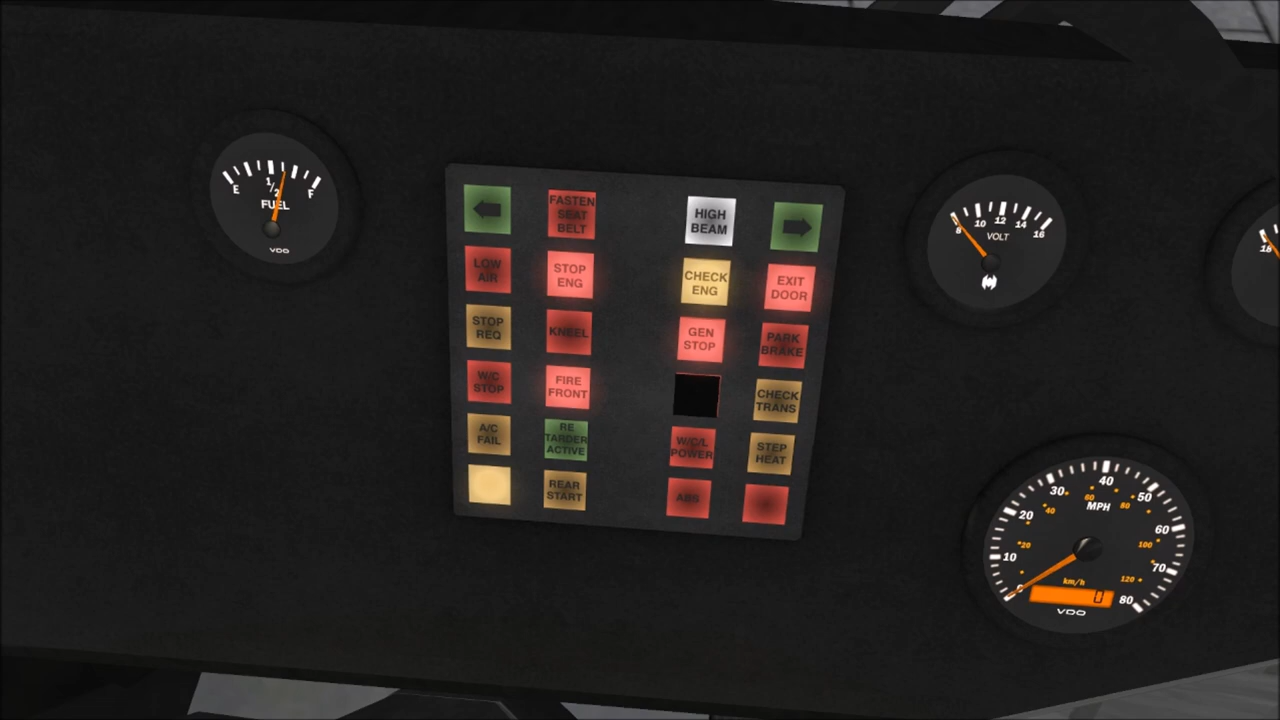 E 1/2 F
FUEL
VDO
FASTEN
SEAT
BELT
LOW
AIR
STOP
ENG
STOP
REQ
KNEEL
W/C
STOP
FIRE
FRONT
A/C
FAIL
RE
TARDER
ACTIVE
REAR
START
HIGH
BEAM
CHECK
ENG
EXIT
DOOR
GEN
STOP
PARK
BRAKE
CHECK
TRANS
W/C/L
POWER
STEP
HEAT
ABS
8 10 12 14 16
VOLT
18
0 10 20 30 40 50 60 70 80
MPH
20 40 60 80 100 120
km/h
0
VDO